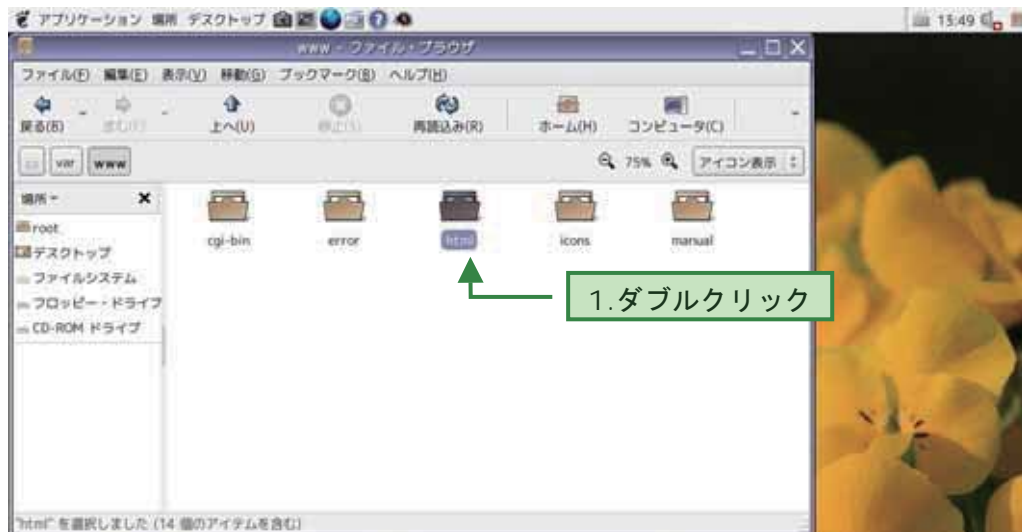 アプリケーション 場所 デスクトップ 15:49
www - ファイル・ブラウザ
ファイル(F) 編集(E) 表示(V) 移動(G) ブックマーク(B) ヘルプ(H)
戻る(B) 進む(F) 上へ(U) 停止(S) 再読込み(R) ホーム(H) コンピュータ(C)
var www 75% アイコン表示
場所
root
デスクトップ
ファイルシステム
フロッピー・ドライブ
CD-ROM ドライブ
cgi-bin error html icons manual
1.ダブルクリック
"html" を選択しました (14 個のアイテムを含む)